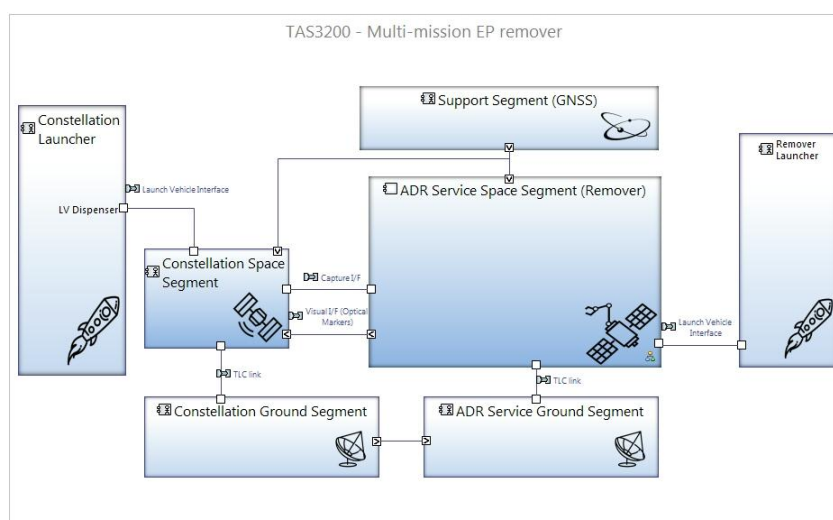 TAS3200 - Multi-mission EP remover
Support Segment (GNSS)
Constellation
Launcher
Remover
Launcher
Launch Vehicle Interface
ADR Service Space Segment (Remover)
LV Dispenser
Constellation Space
Segment
Capture I/F
Visual I/F (Optical
Markers)
Launch Vehicle
Interface
TLC link
TLC link
Constellation Ground Segment
ADR Service Ground Segment